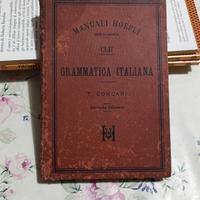 MANUALI HOEPLI
CLII
GRAMMATICA ITALIANA
T. CONCARI